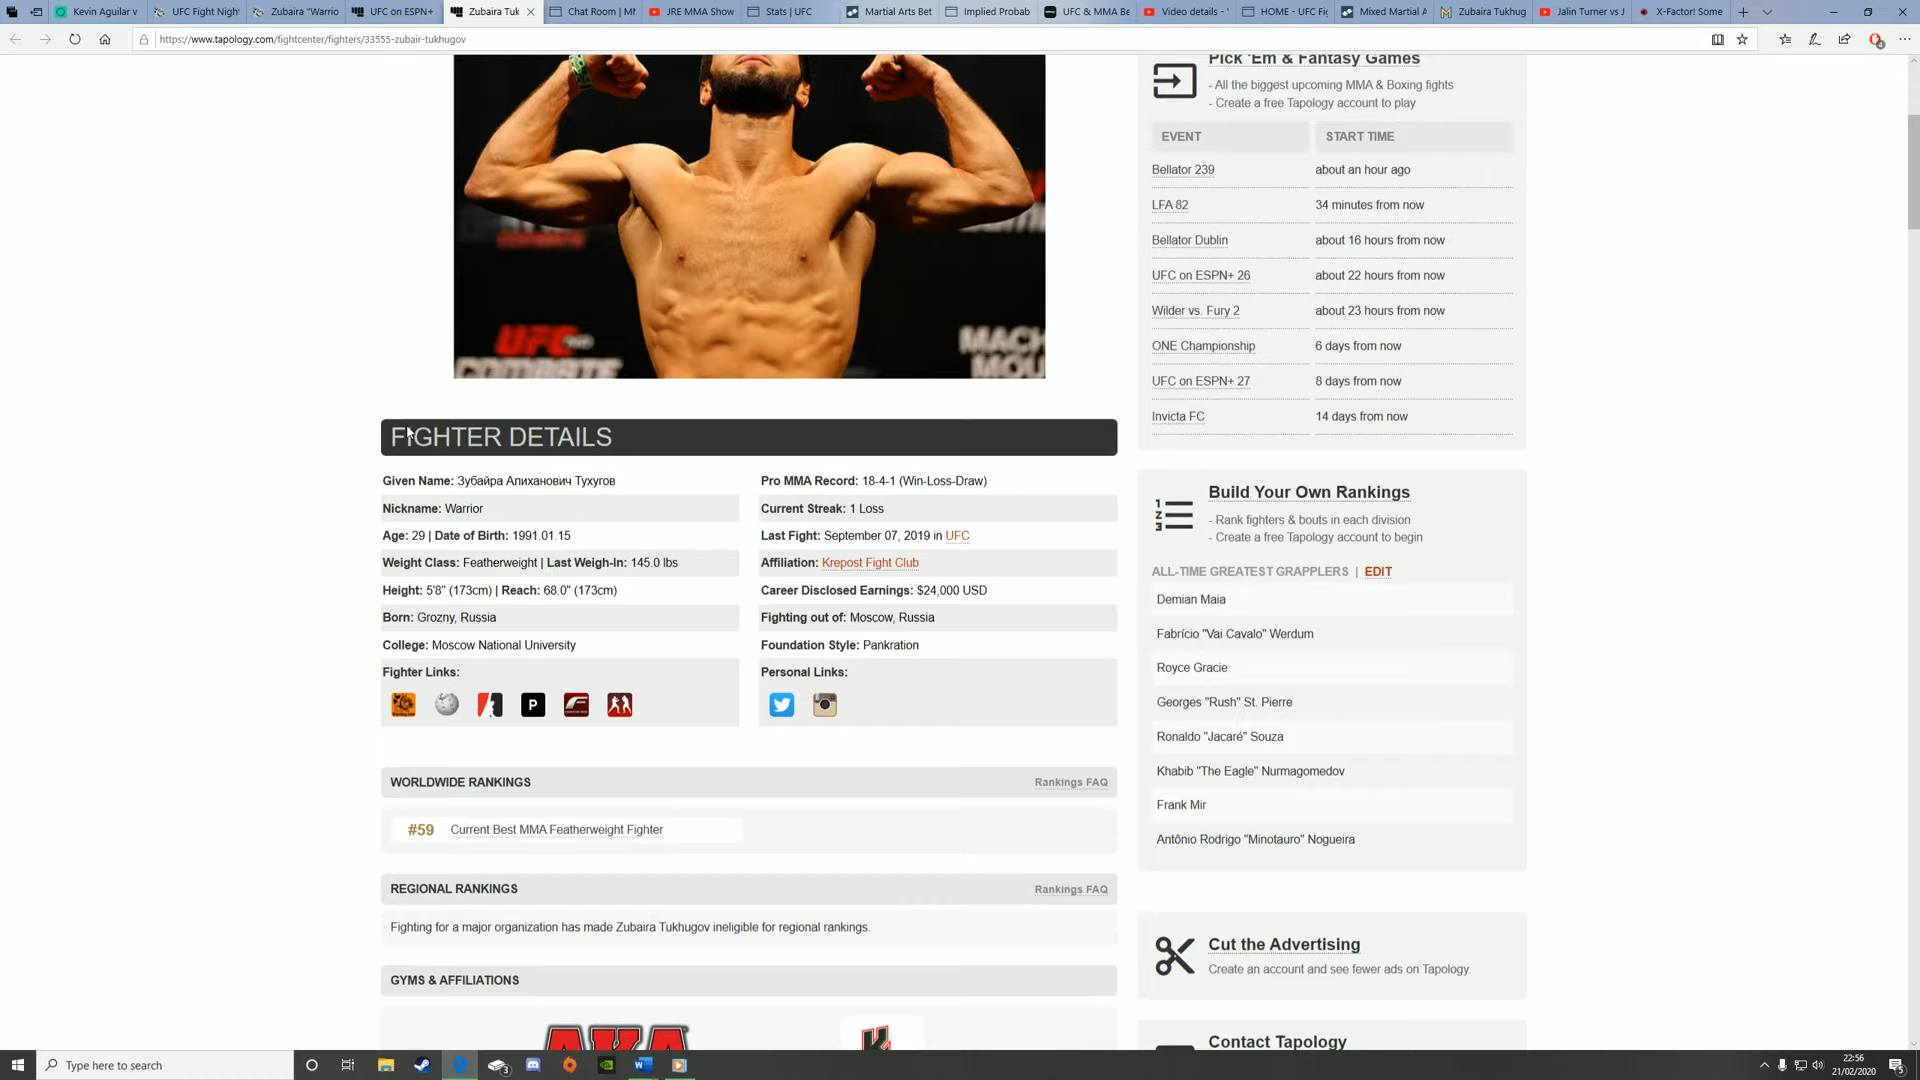 Kevin Aguilar v
UFC Fight Nigh
Zubaira "Warrio
UFC on ESPN+
Zubaira Tuk
Chat Room | MM
JRE MMA Show
Stats | UFC
Martial Arts Bet
Implied Probab
UFC & MMA Be
Video details -
HOME - UFC Fig
Mixed Martial A
Zubaira Tukhug
Jalin Turner vs J
X-Factor! Some
https://www.tapology.com/fightcenter/fighters/33555-zubair-tukhugov
UFC
COMBATE
FIGHTER DETAILS
Given Name: Зубайра Алиханович Тухугов
Pro MMA Record: 18-4-1 (Win-Loss-Draw)
Nickname: Warrior
Current Streak: 1 Loss
Age: 29 | Date of Birth: 1991.01.15
Last Fight: September 07, 2019 in UFC
Weight Class: Featherweight | Last Weigh-In: 145.0 lbs
Affiliation: Krepost Fight Club
Height: 5'8" (173cm) | Reach: 68.0" (173cm)
Career Disclosed Earnings: $24,000 USD
Born: Grozny, Russia
Fighting out of: Moscow, Russia
College: Moscow National University
Foundation Style: Pankration
Fighter Links:
Personal Links:
WORLDWIDE RANKINGS
Rankings FAQ
#59 Current Best MMA Featherweight Fighter
REGIONAL RANKINGS
Rankings FAQ
Fighting for a major organization has made Zubaira Tukhugov ineligible for regional rankings.
GYMS & AFFILIATIONS
AKA
K
Pick 'Em & Fantasy Games
- All the biggest upcoming MMA & Boxing fights
- Create a free Tapology account to play
EVENT START TIME
Bellator 239 about an hour ago
LFA 82 34 minutes from now
Bellator Dublin about 16 hours from now
UFC on ESPN+ 26 about 22 hours from now
Wilder vs. Fury 2 about 23 hours from now
ONE Championship 6 days from now
UFC on ESPN+ 27 8 days from now
Invicta FC 14 days from now
Build Your Own Rankings
- Rank fighters & bouts in each division
- Create a free Tapology account to begin
ALL-TIME GREATEST GRAPPLERS | EDIT
Demian Maia
Fabrício "Vai Cavalo" Werdum
Royce Gracie
Georges "Rush" St. Pierre
Ronaldo "Jacaré" Souza
Khabib "The Eagle" Nurmagomedov
Frank Mir
Antônio Rodrigo "Minotauro" Nogueira
Cut the Advertising
Create an account and see fewer ads on Tapology.
Contact Tapology
Type here to search
22:56
21/02/2020